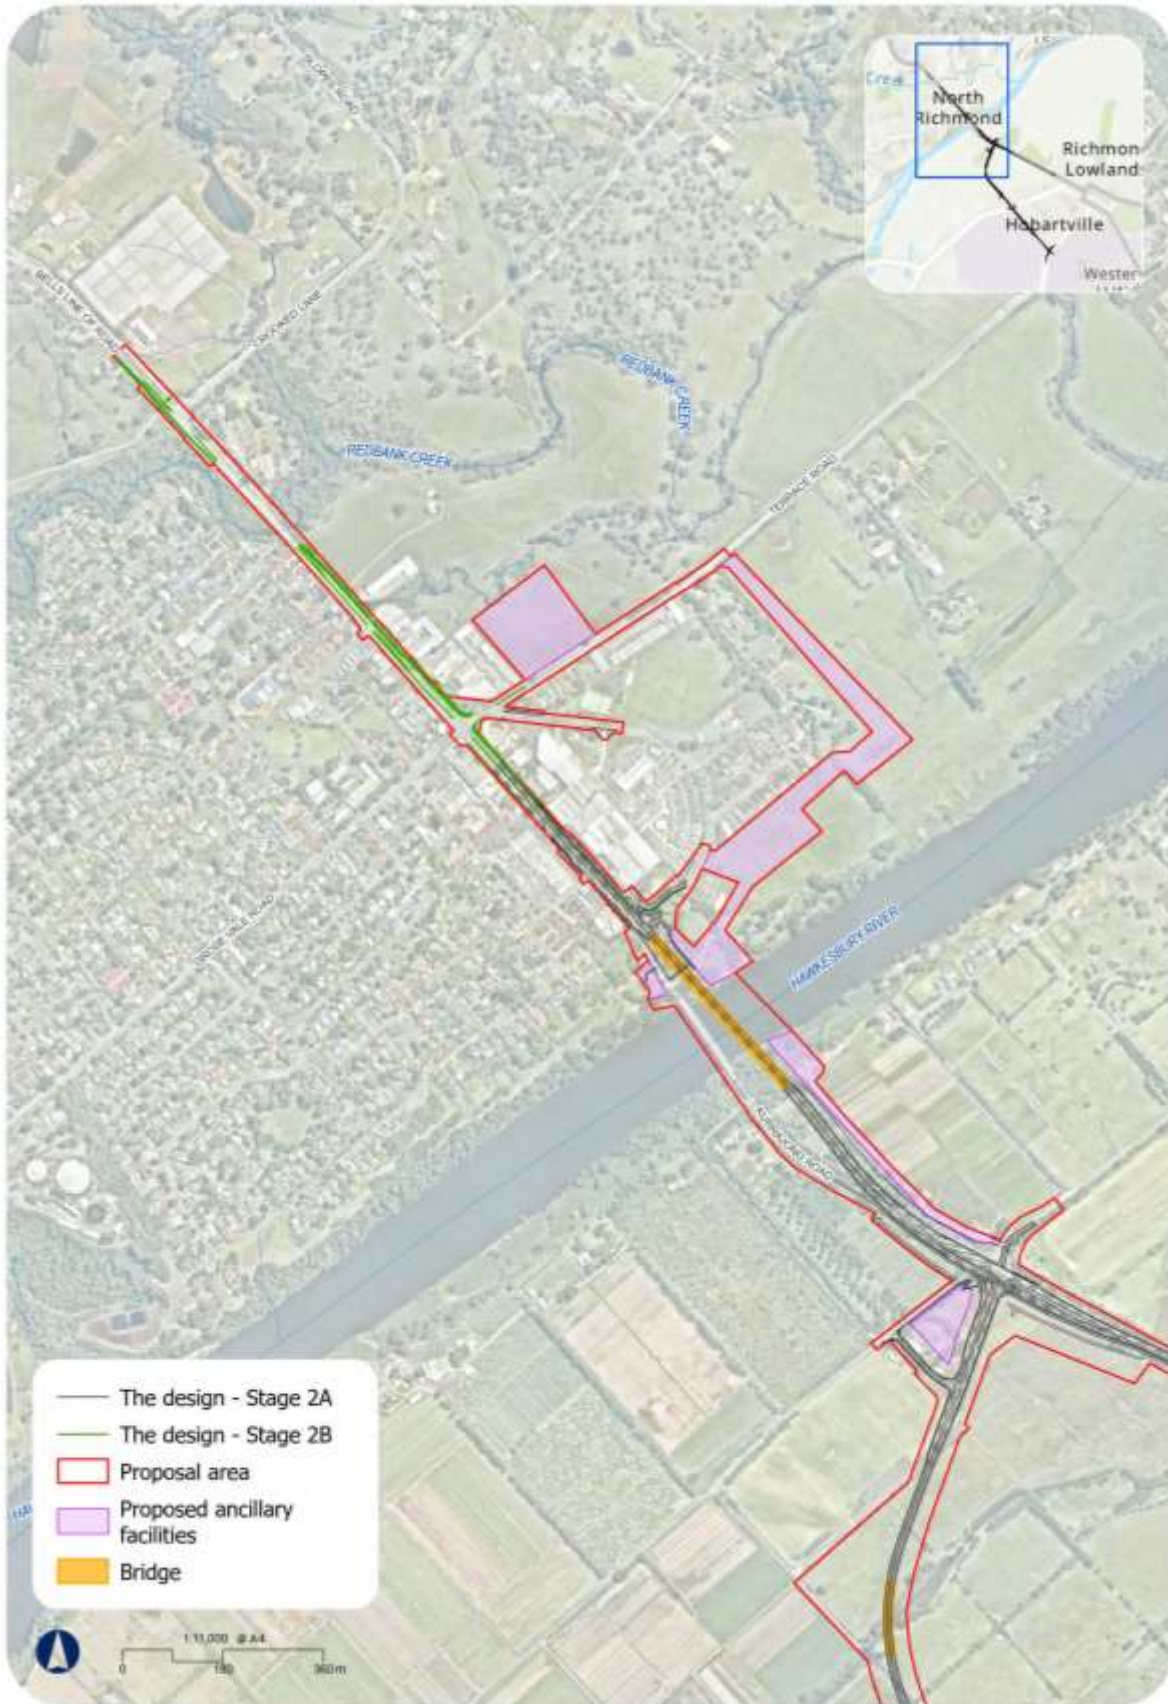 Creek
North
Richmond
Richmon
Lowland
Hobartville
Wester
BELLS LINE OF ROAD
REDBANK CREEK
REDBANK CREEK
TERRACE ROAD
HAWKESBURY RIVER
The design - Stage 2A
The design - Stage 2B
Proposal area
Proposed ancillary
facilities
Bridge
1:11,000 @ A4
0
180
360 m